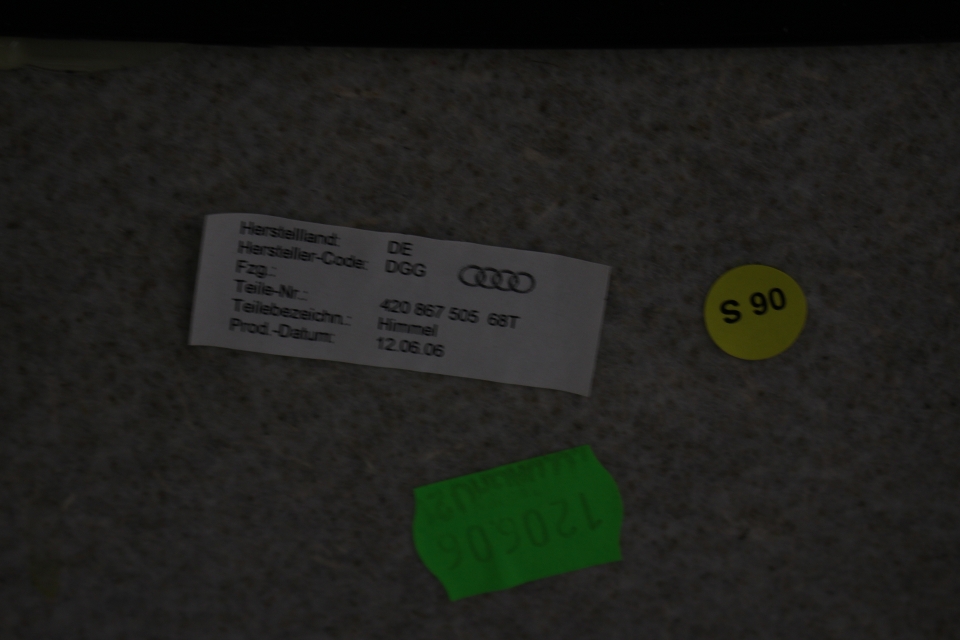 Herstellland: DE
Hersteller-Code: DGG
Fzg.:
Teile-Nr.: 420 867 505 68T
Teilebezeichn.: Himmel
Prod.-Datum: 12.06.06
S 90
120606